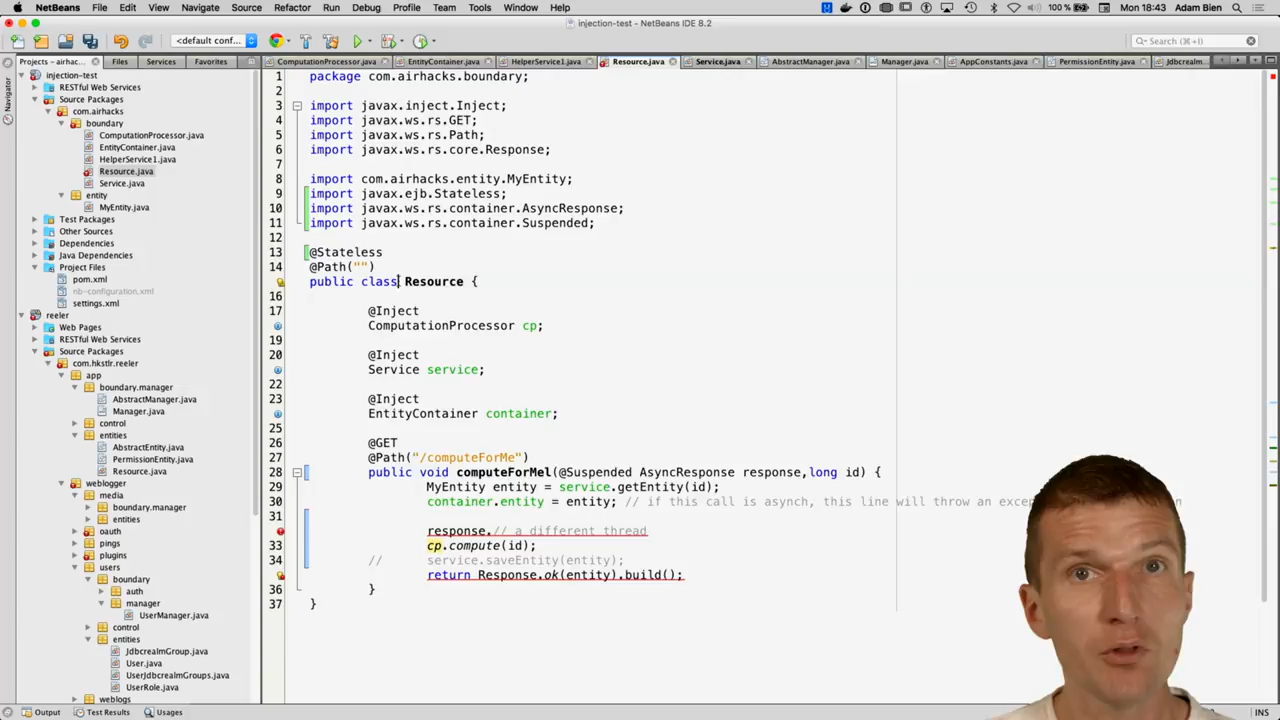 NetBeans File Edit View Navigate Source Refactor Run Debug Profile Team Tools Window Help 100 % Mon 18:43 Adam Bien
injection-test - NetBeans IDE 8.2
<default conf... Search (⌘+I)
Projects - airhac... Files Services Favorites ComputationProcessor.java EntityContainer.java HelperService1.java Resource.java Service.java AbstractManager.java Manager.java AppConstants.java PermissionEntity.java Jdbcrealm...
Navigator
injection-test
RESTful Web Services
Source Packages
com.airhacks
boundary
ComputationProcessor.java
EntityContainer.java
HelperService1.java
Resource.java
Service.java
entity
MyEntity.java
Test Packages
Other Sources
Dependencies
Java Dependencies
Project Files
pom.xml
nb-configuration.xml
settings.xml
reeler
Web Pages
RESTful Web Services
Source Packages
com.hkstlr.reeler
app
boundary.manager
AbstractManager.java
Manager.java
control
entities
AbstractEntity.java
PermissionEntity.java
Resource.java
weblogger
media
boundary.manager
entities
oauth
pings
plugins
users
boundary
auth
manager
UserManager.java
control
entities
JdbcrealmGroup.java
User.java
UserJdbcrealmGroups.java
UserRole.java
weblogs
1 package com.airhacks.boundary;
2
3 import javax.inject.Inject;
4 import javax.ws.rs.GET;
5 import javax.ws.rs.Path;
6 import javax.ws.rs.core.Response;
7
8 import com.airhacks.entity.MyEntity;
9 import javax.ejb.Stateless;
10 import javax.ws.rs.container.AsyncResponse;
11 import javax.ws.rs.container.Suspended;
12
13 @Stateless
14 @Path("")
public class Resource {
16
17 @Inject
ComputationProcessor cp;
19
20 @Inject
Service service;
22
23 @Inject
EntityContainer container;
25
26 @GET
27 @Path("/computeForMe")
28 public void computeForMel(@Suspended AsyncResponse response,long id) {
29 MyEntity entity = service.getEntity(id);
30 container.entity = entity; // if this call is asynch, this line will throw an
31
response.// a different thread
33 cp.compute(id);
34 // service.saveEntity(entity);
return Response.ok(entity).build();
36 }
37 }
Output Test Results Usages INS